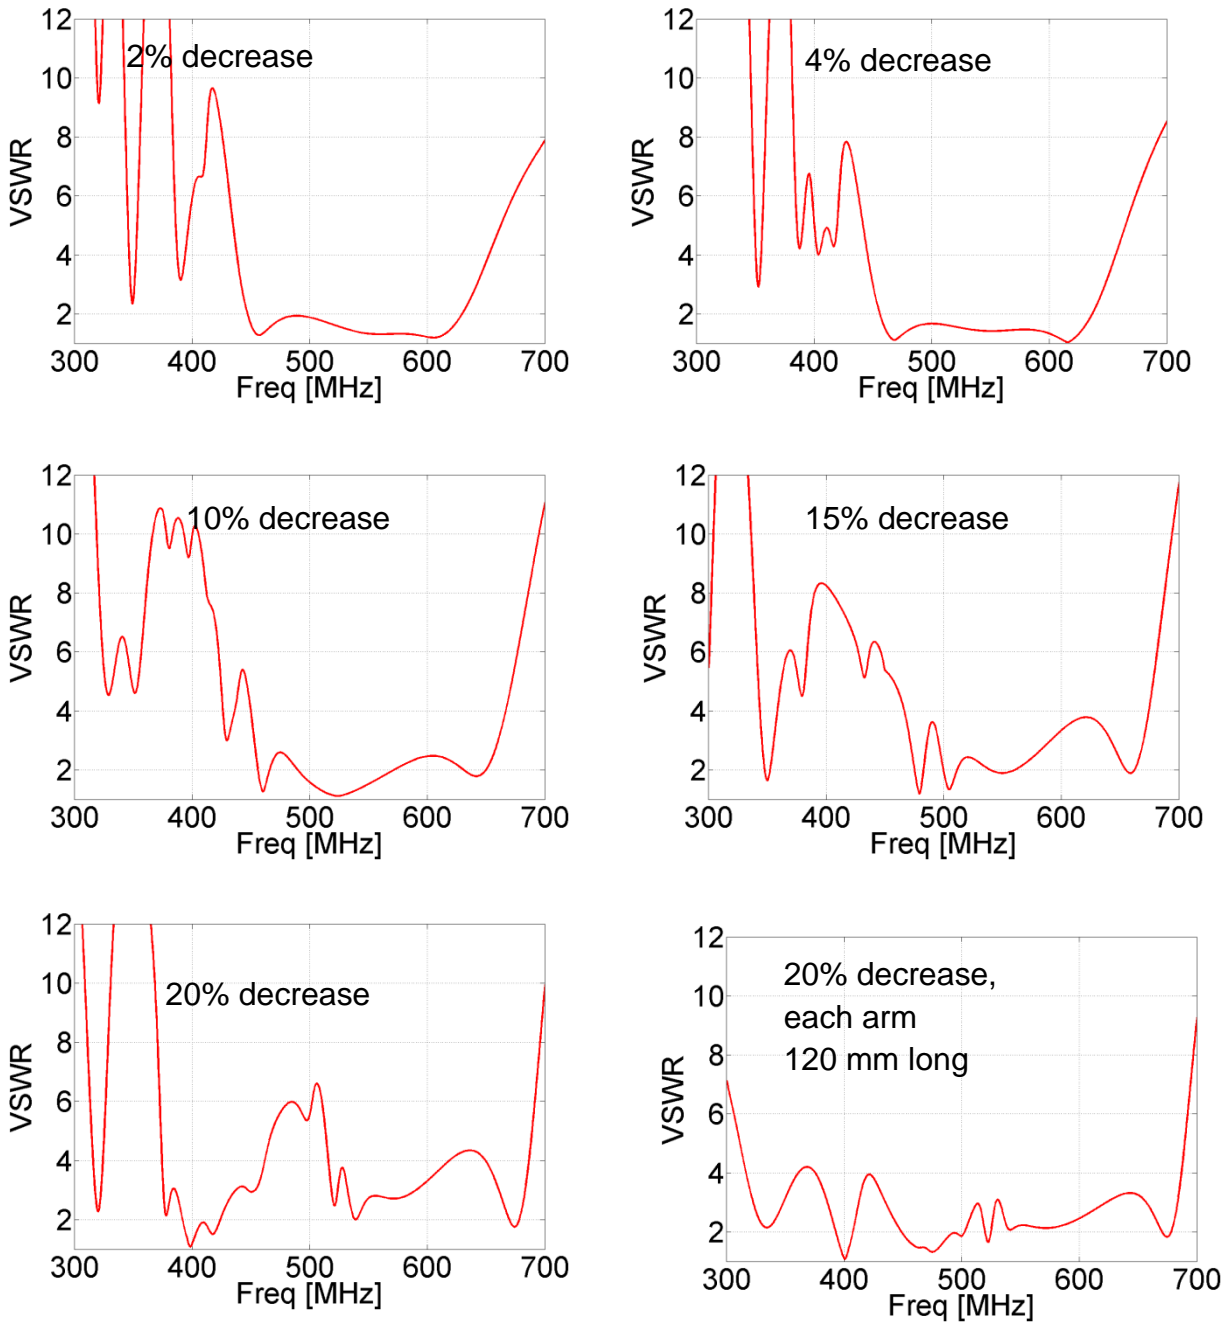 12
10
8
6
4
2
VSWR
2% decrease
300 400 500 600 700
Freq [MHz]
12
10
8
6
4
2
VSWR
4% decrease
300 400 500 600 700
Freq [MHz]
12
10
8
6
4
2
VSWR
10% decrease
300 400 500 600 700
Freq [MHz]
12
10
8
6
4
2
VSWR
15% decrease
300 400 500 600 700
Freq [MHz]
12
10
8
6
4
2
VSWR
20% decrease
300 400 500 600 700
Freq [MHz]
12
10
8
6
4
2
VSWR
20% decrease,
each arm
120 mm long
300 400 500 600 700
Freq [MHz]